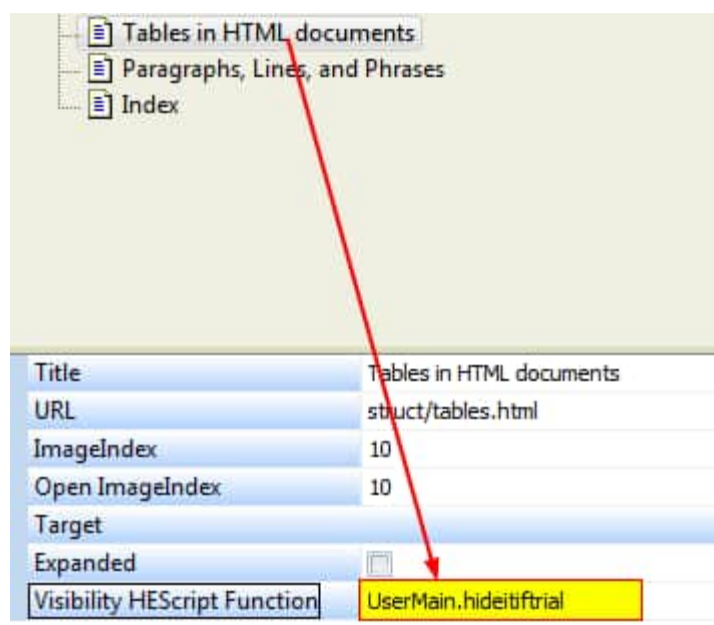 Tables in HTML documents
Paragraphs, Lines, and Phrases
Index
Title Tables in HTML documents
URL struct/tables.html
ImageIndex 10
Open ImageIndex 10
Target
Expanded
Visibility HEScript Function UserMain.hideitiftrial